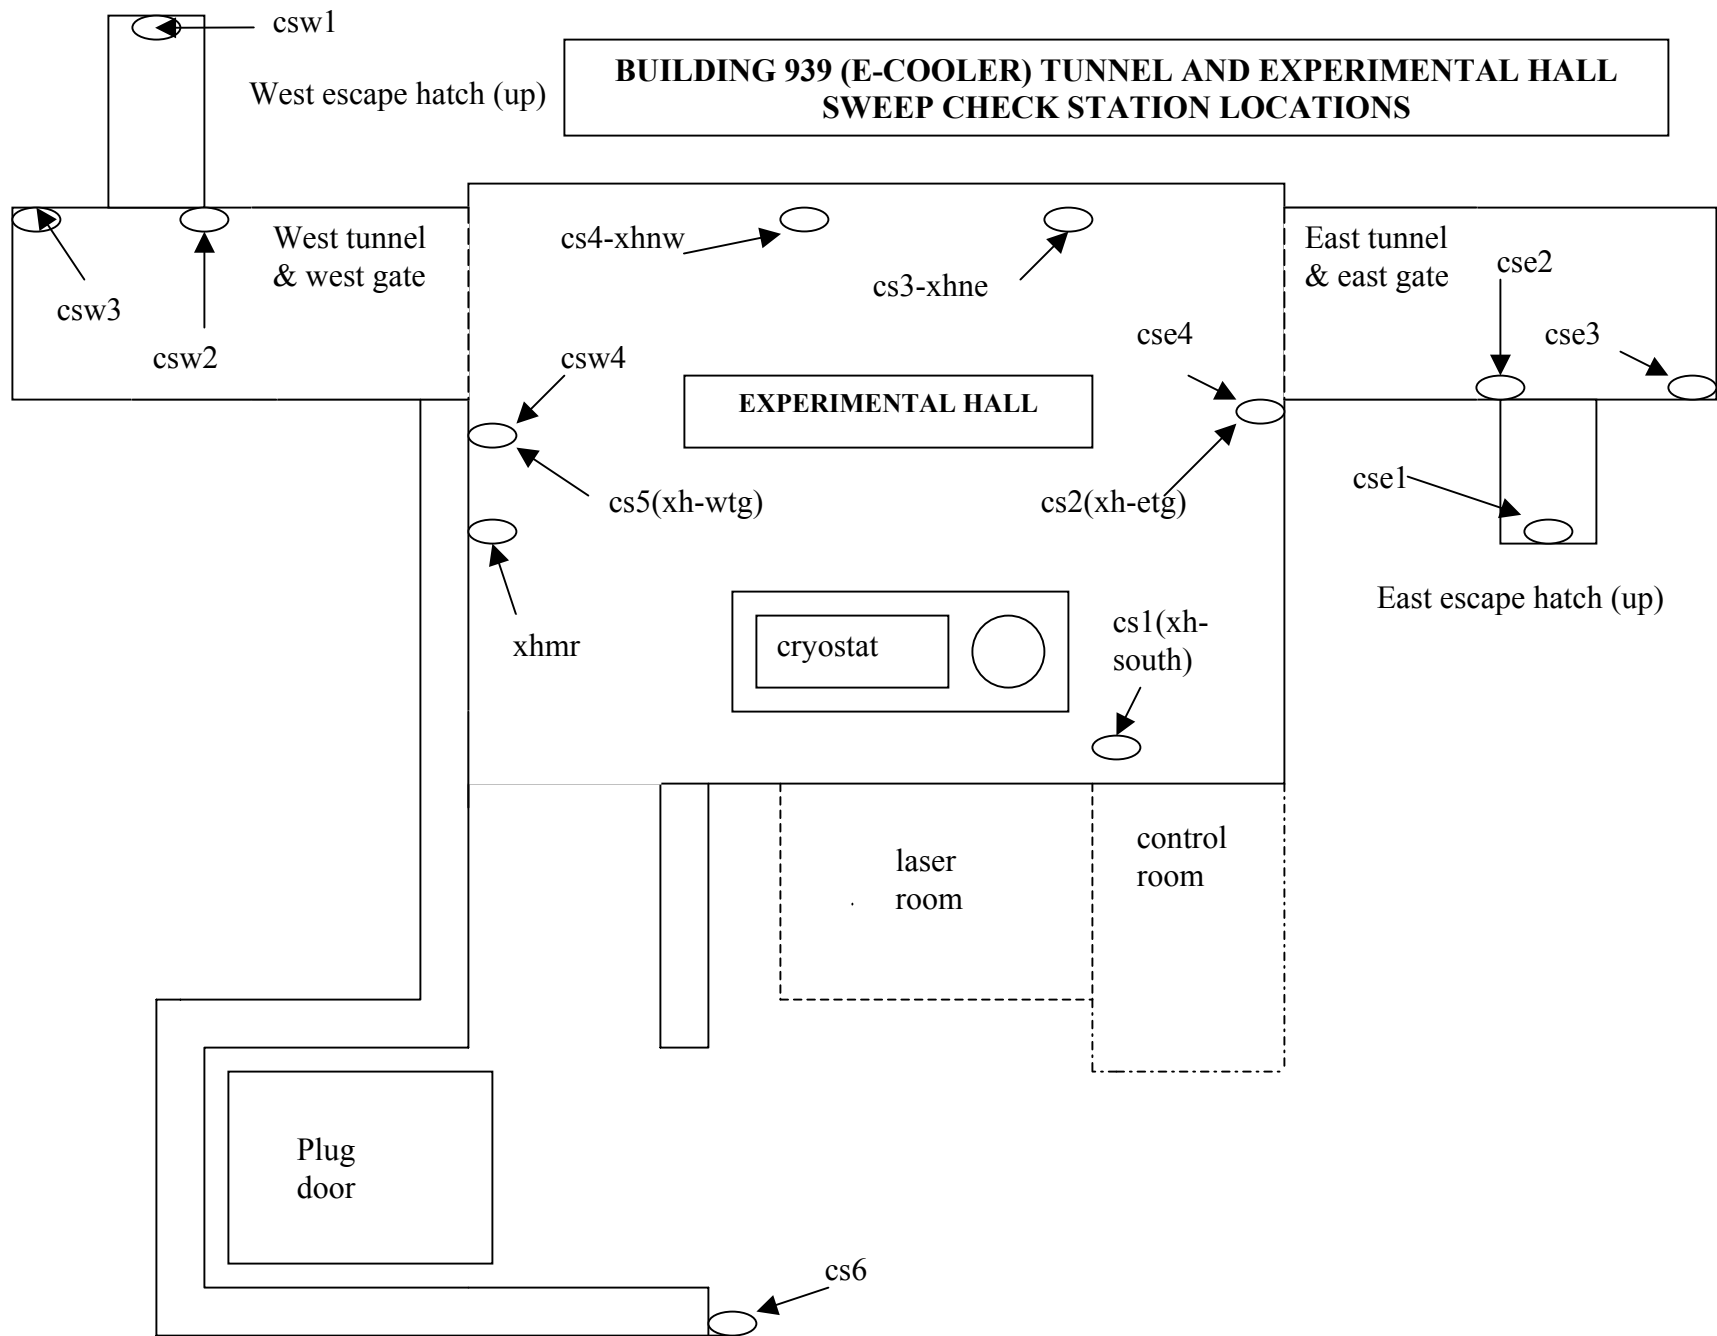 csw1
BUILDING 939 (E-COOLER) TUNNEL AND EXPERIMENTAL HALL
SWEEP CHECK STATION LOCATIONS
West escape hatch (up)
West tunnel
& west gate
csw3
csw2
cs4-xhnw
cs3-xhne
East tunnel
& east gate
cse2
cse3
cse4
csw4
EXPERIMENTAL HALL
cs5(xh-wtg)
cs2(xh-etg)
cse1
East escape hatch (up)
xhmr
cryostat
cs1(xh-
south)
laser
room
control
room
Plug
door
cs6